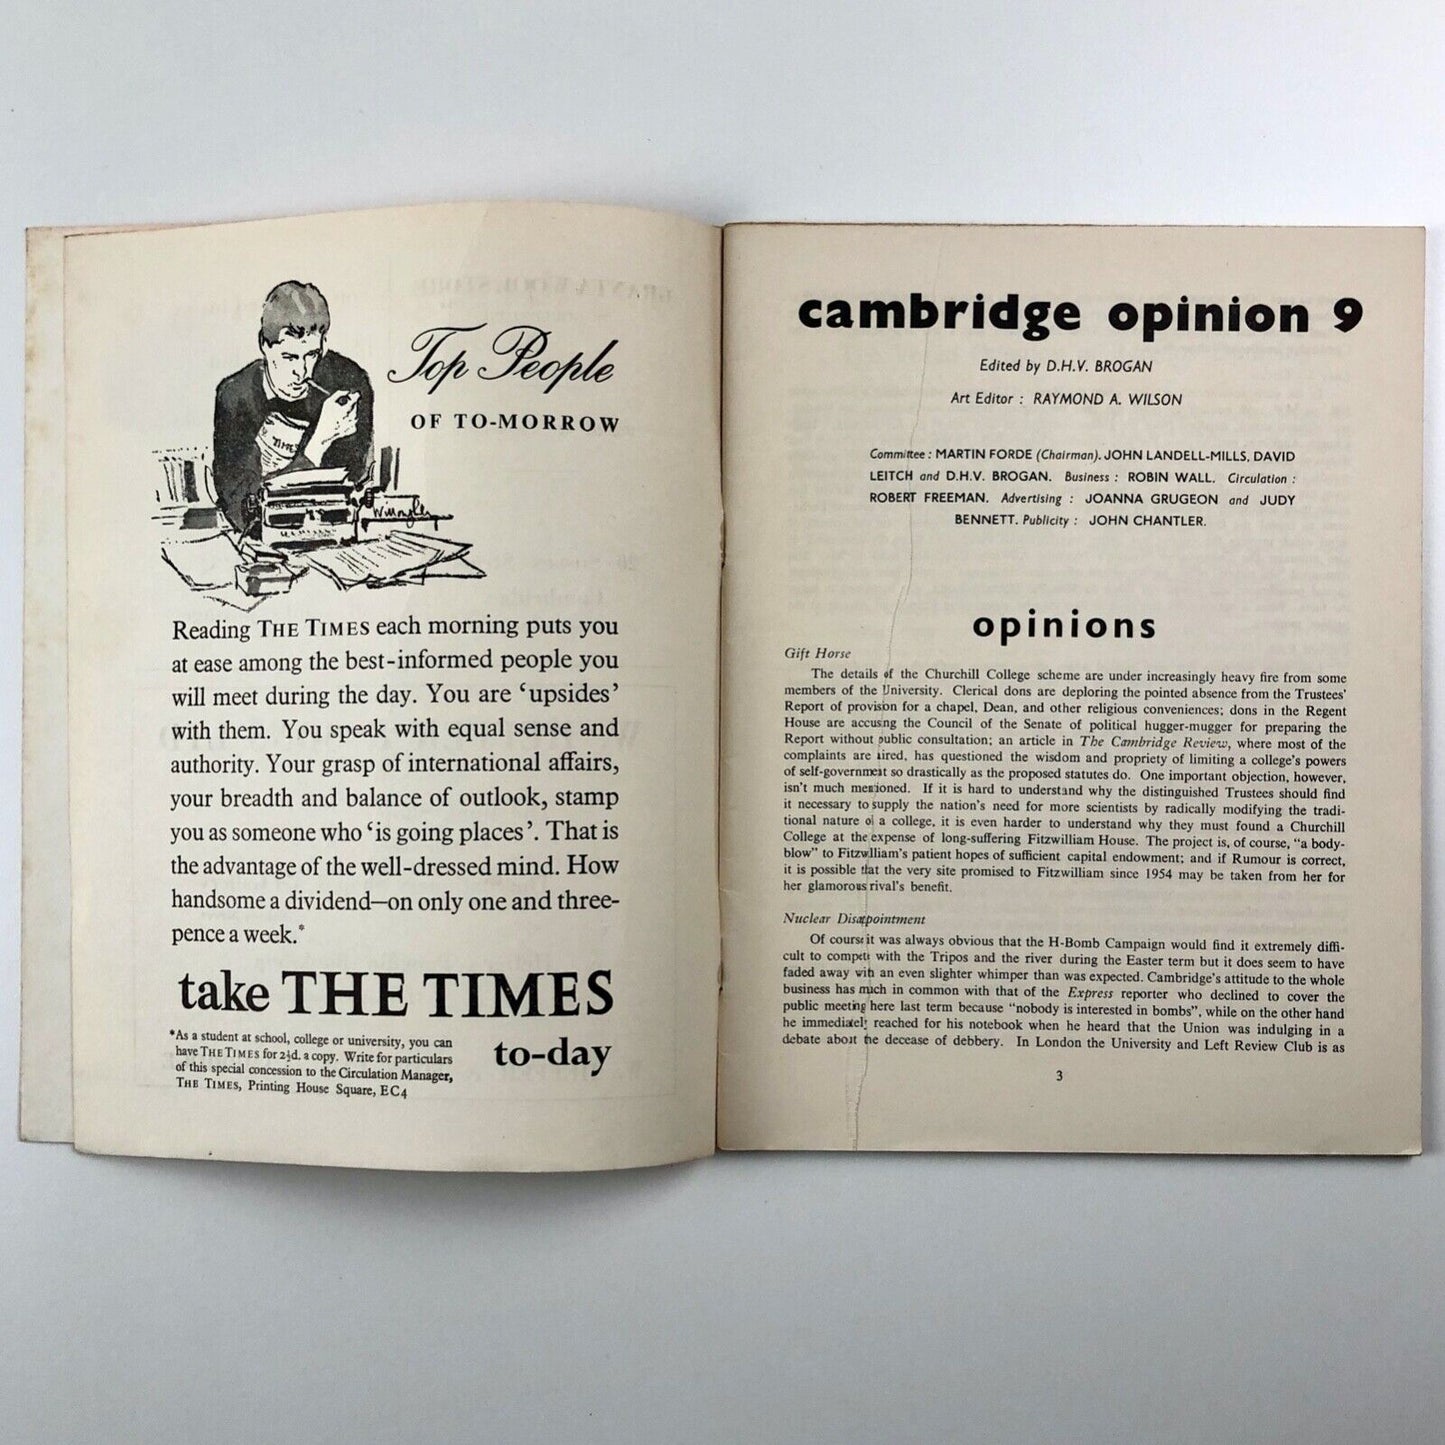 Top People
OF TO-MORROW
THE TIMES
Reading THE TIMES each morning puts you
at ease among the best-informed people you
will meet during the day. You are ‘upsides’
with them. You speak with equal sense and
authority. Your grasp of international affairs,
your breadth and balance of outlook, stamp
you as someone who ‘is going places’. That is
the advantage of the well-dressed mind. How
handsome a dividend—on only one and three-
pence a week.*
take THE TIMES
to-day
*As a student at school, college or university, you can
have THE TIMES for 2½d. a copy. Write for particulars
of this special concession to the Circulation Manager,
THE TIMES, Printing House Square, EC4
cambridge opinion 9
Edited by D.H.V. BROGAN
Art Editor : RAYMOND A. WILSON
Committee : MARTIN FORDE (Chairman). JOHN LANDELL-MILLS, DAVID
LEITCH and D.H.V. BROGAN. Business : ROBIN WALL. Circulation :
ROBERT FREEMAN. Advertising : JOANNA GRUGEON and JUDY
BENNETT. Publicity : JOHN CHANTLER.
opinions
Gift Horse
The details of the Churchill College scheme are under increasingly heavy fire from some
members of the University. Clerical dons are deploring the pointed absence from the Trustees’
Report of provision for a chapel, Dean, and other religious conveniences; dons in the Regent
House are accusing the Council of the Senate of political hugger-mugger for preparing the
Report without public consultation; an article in The Cambridge Review, where most of the
complaints are aired, has questioned the wisdom and propriety of limiting a college’s powers
of self-government so drastically as the proposed statutes do. One important objection, however,
isn’t much mentioned. If it is hard to understand why the distinguished Trustees should find
it necessary to supply the nation’s need for more scientists by radically modifying the tradi-
tional nature of a college, it is even harder to understand why they must found a Churchill
College at the expense of long-suffering Fitzwilliam House. The project is, of course, “a body-
blow” to Fitzwilliam’s patient hopes of sufficient capital endowment; and if Rumour is correct,
it is possible that the very site promised to Fitzwilliam since 1954 may be taken from her for
her glamorous rival’s benefit.
Nuclear Disappointment
Of course it was always obvious that the H-Bomb Campaign would find it extremely diffi-
cult to compete with the Tripos and the river during the Easter term but it does seem to have
faded away with an even slighter whimper than was expected. Cambridge’s attitude to the whole
business has much in common with that of the Express reporter who declined to cover the
public meeting here last term because “nobody is interested in bombs”, while on the other hand
he immediately reached for his notebook when he heard that the Union was indulging in a
debate about the decease of debbery. In London the University and Left Review Club is as
3